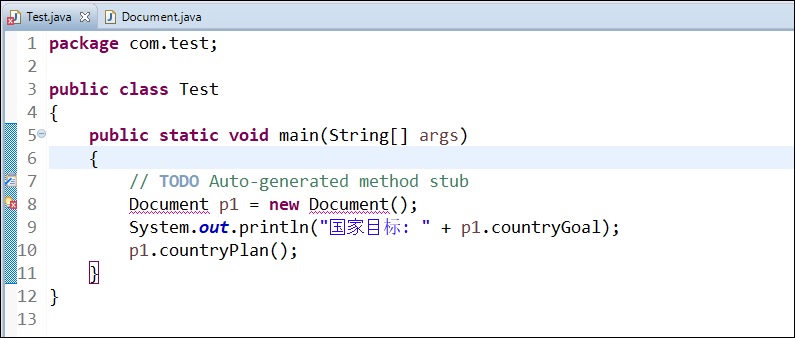 Test.java Document.java
1 package com.test;
2
3 public class Test
4 {
5 public static void main(String[] args)
6 {
7 // TODO Auto-generated method stub
8 Document p1 = new Document();
9 System.out.println("国家目标: " + p1.countryGoal);
10 p1.countryPlan();
11 }
12 }
13